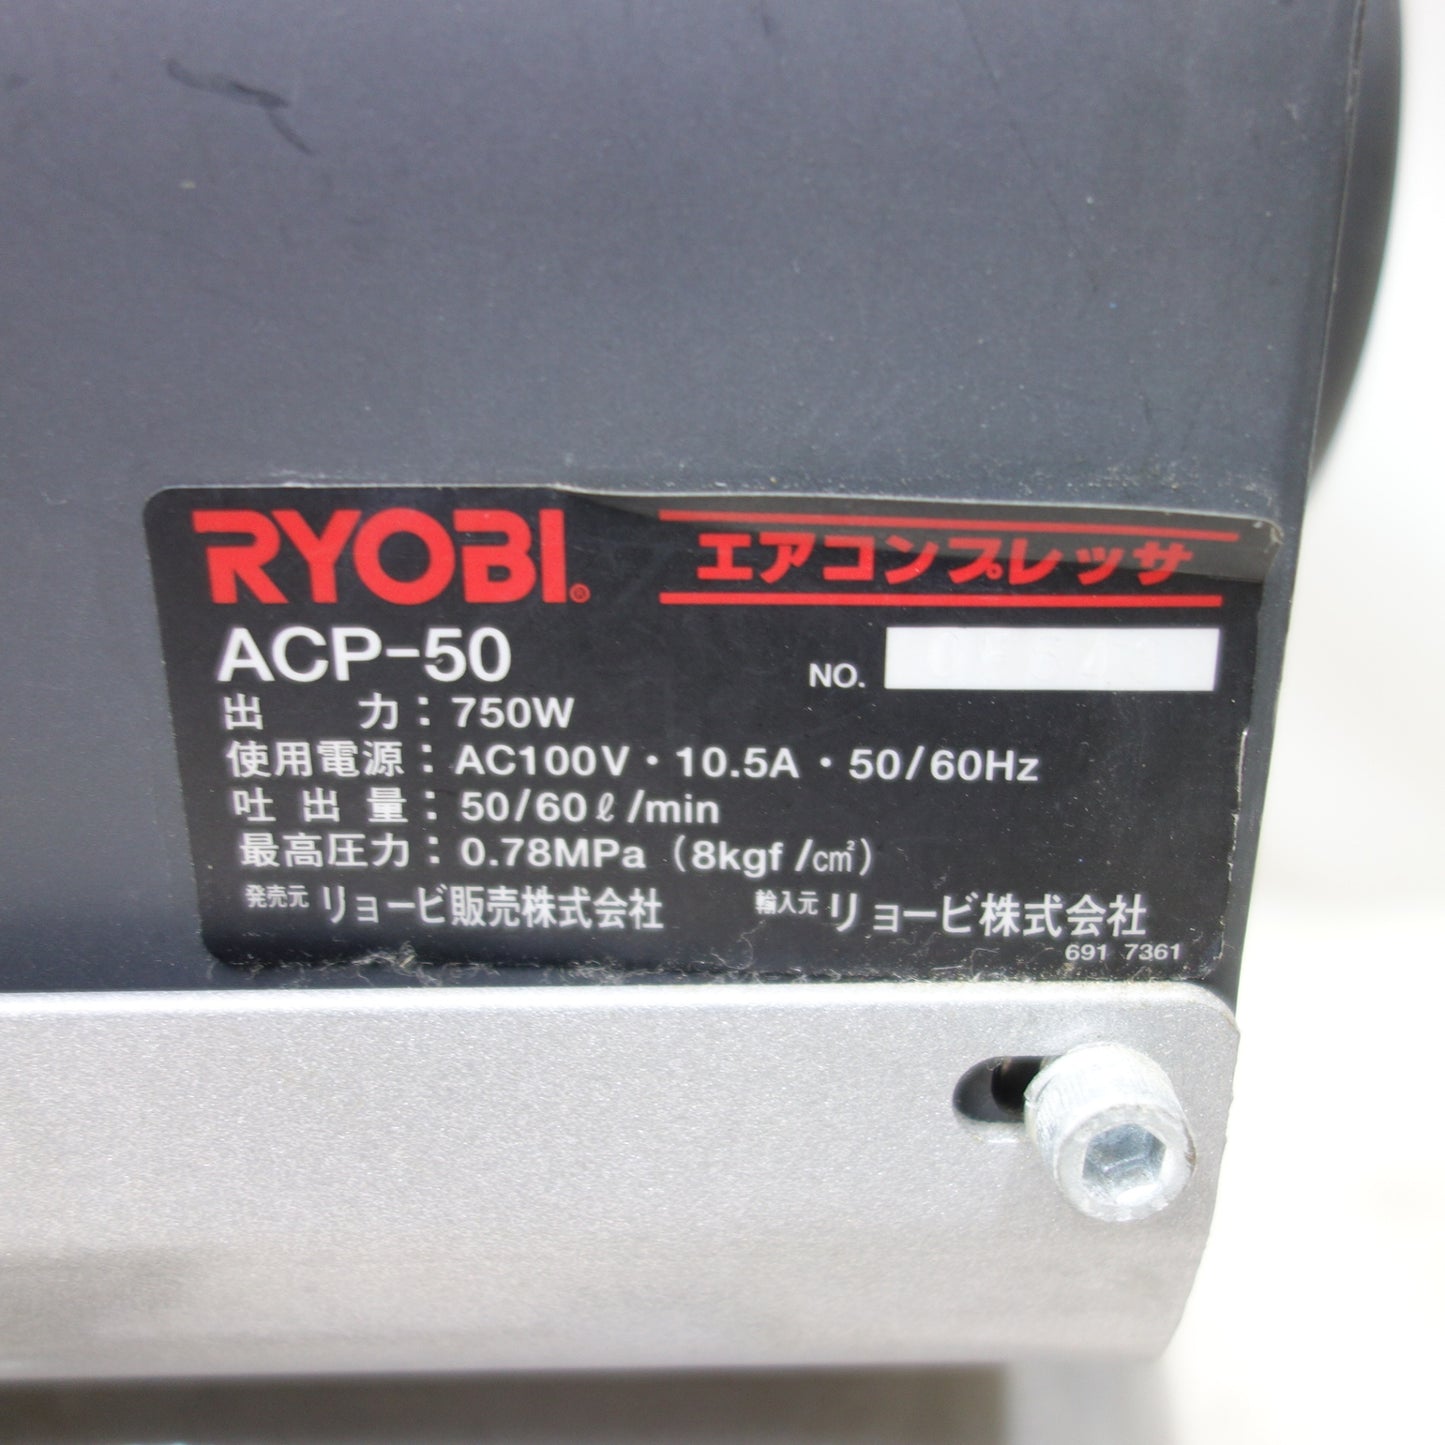 RYOBI® エアコンプレッサ
ACP-50 NO.
出力：750W
使用電源：AC100V・10.5A・50/60Hz
吐出量：50/60ℓ/min
最高圧力：0.78MPa（8kgf/c㎡）
発売元 リョービ販売株式会社 輸入元 リョービ株式会社
691 7361